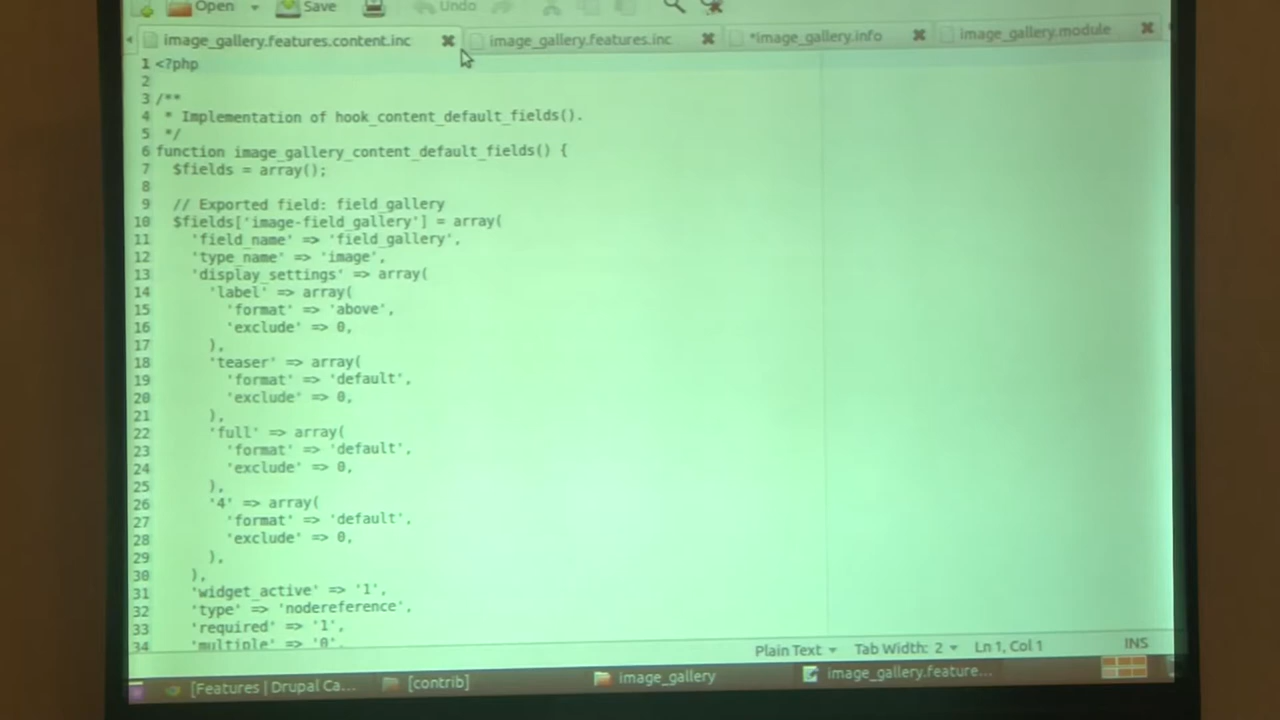 Open Save Undo
image_gallery.features.content.inc image_gallery.features.inc *image_gallery.info image_gallery.module
1 <?php
2
3 /**
4 * Implementation of hook_content_default_fields().
5 */
6 function image_gallery_content_default_fields() {
7 $fields = array();
8
9 // Exported field: field_gallery
10 $fields['image-field_gallery'] = array(
11 'field_name' => 'field_gallery',
12 'type_name' => 'image',
13 'display_settings' => array(
14 'label' => array(
15 'format' => 'above',
16 'exclude' => 0,
17 ),
18 'teaser' => array(
19 'format' => 'default',
20 'exclude' => 0,
21 ),
22 'full' => array(
23 'format' => 'default',
24 'exclude' => 0,
25 ),
26 '4' => array(
27 'format' => 'default',
28 'exclude' => 0,
29 ),
30 ),
31 'widget_active' => '1',
32 'type' => 'nodereference',
33 'required' => '1',
34 'multiple' => '0',
Plain Text Tab Width: 2 Ln 1, Col 1 INS
[Features | Drupal Ca... [contrib] image_gallery image_gallery.feature...